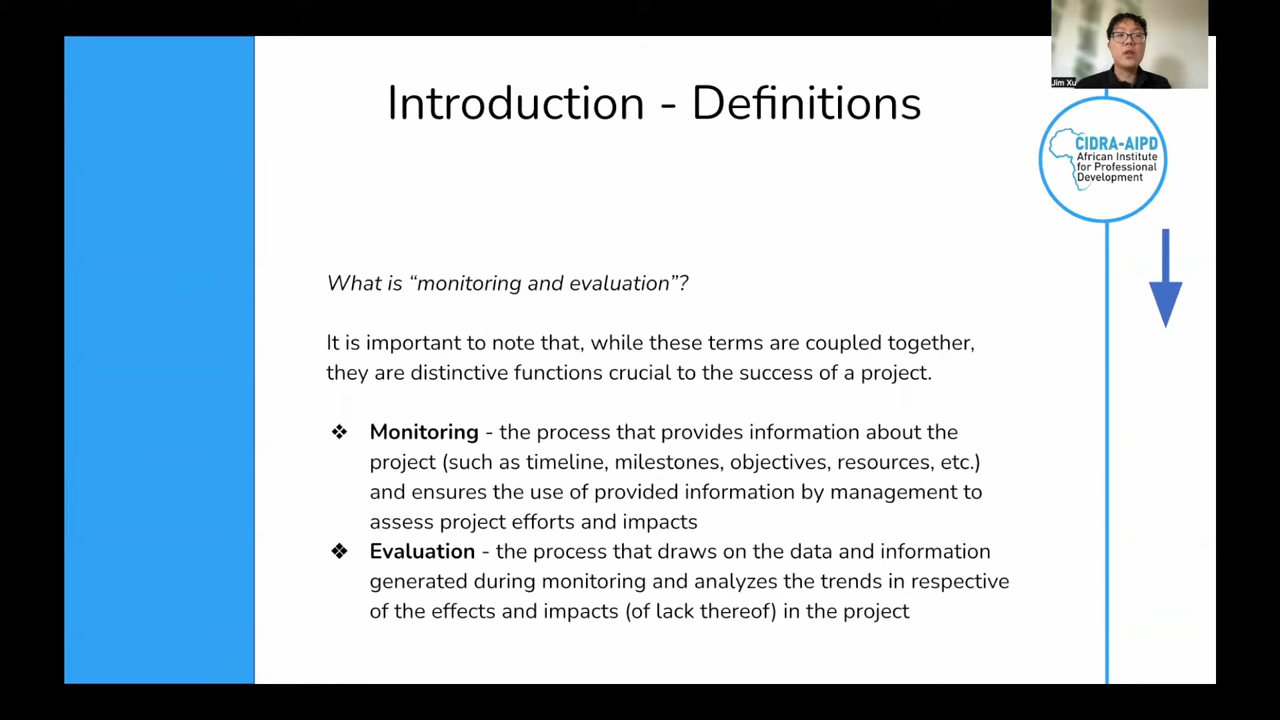 Jim Xu
Introduction - Definitions
CIDRA-AIPD
African Institute
for Professional
Development
What is “monitoring and evaluation”?
It is important to note that, while these terms are coupled together,
they are distinctive functions crucial to the success of a project.
❖ Monitoring - the process that provides information about the
project (such as timeline, milestones, objectives, resources, etc.)
and ensures the use of provided information by management to
assess project efforts and impacts
❖ Evaluation - the process that draws on the data and information
generated during monitoring and analyzes the trends in respective
of the effects and impacts (of lack thereof) in the project